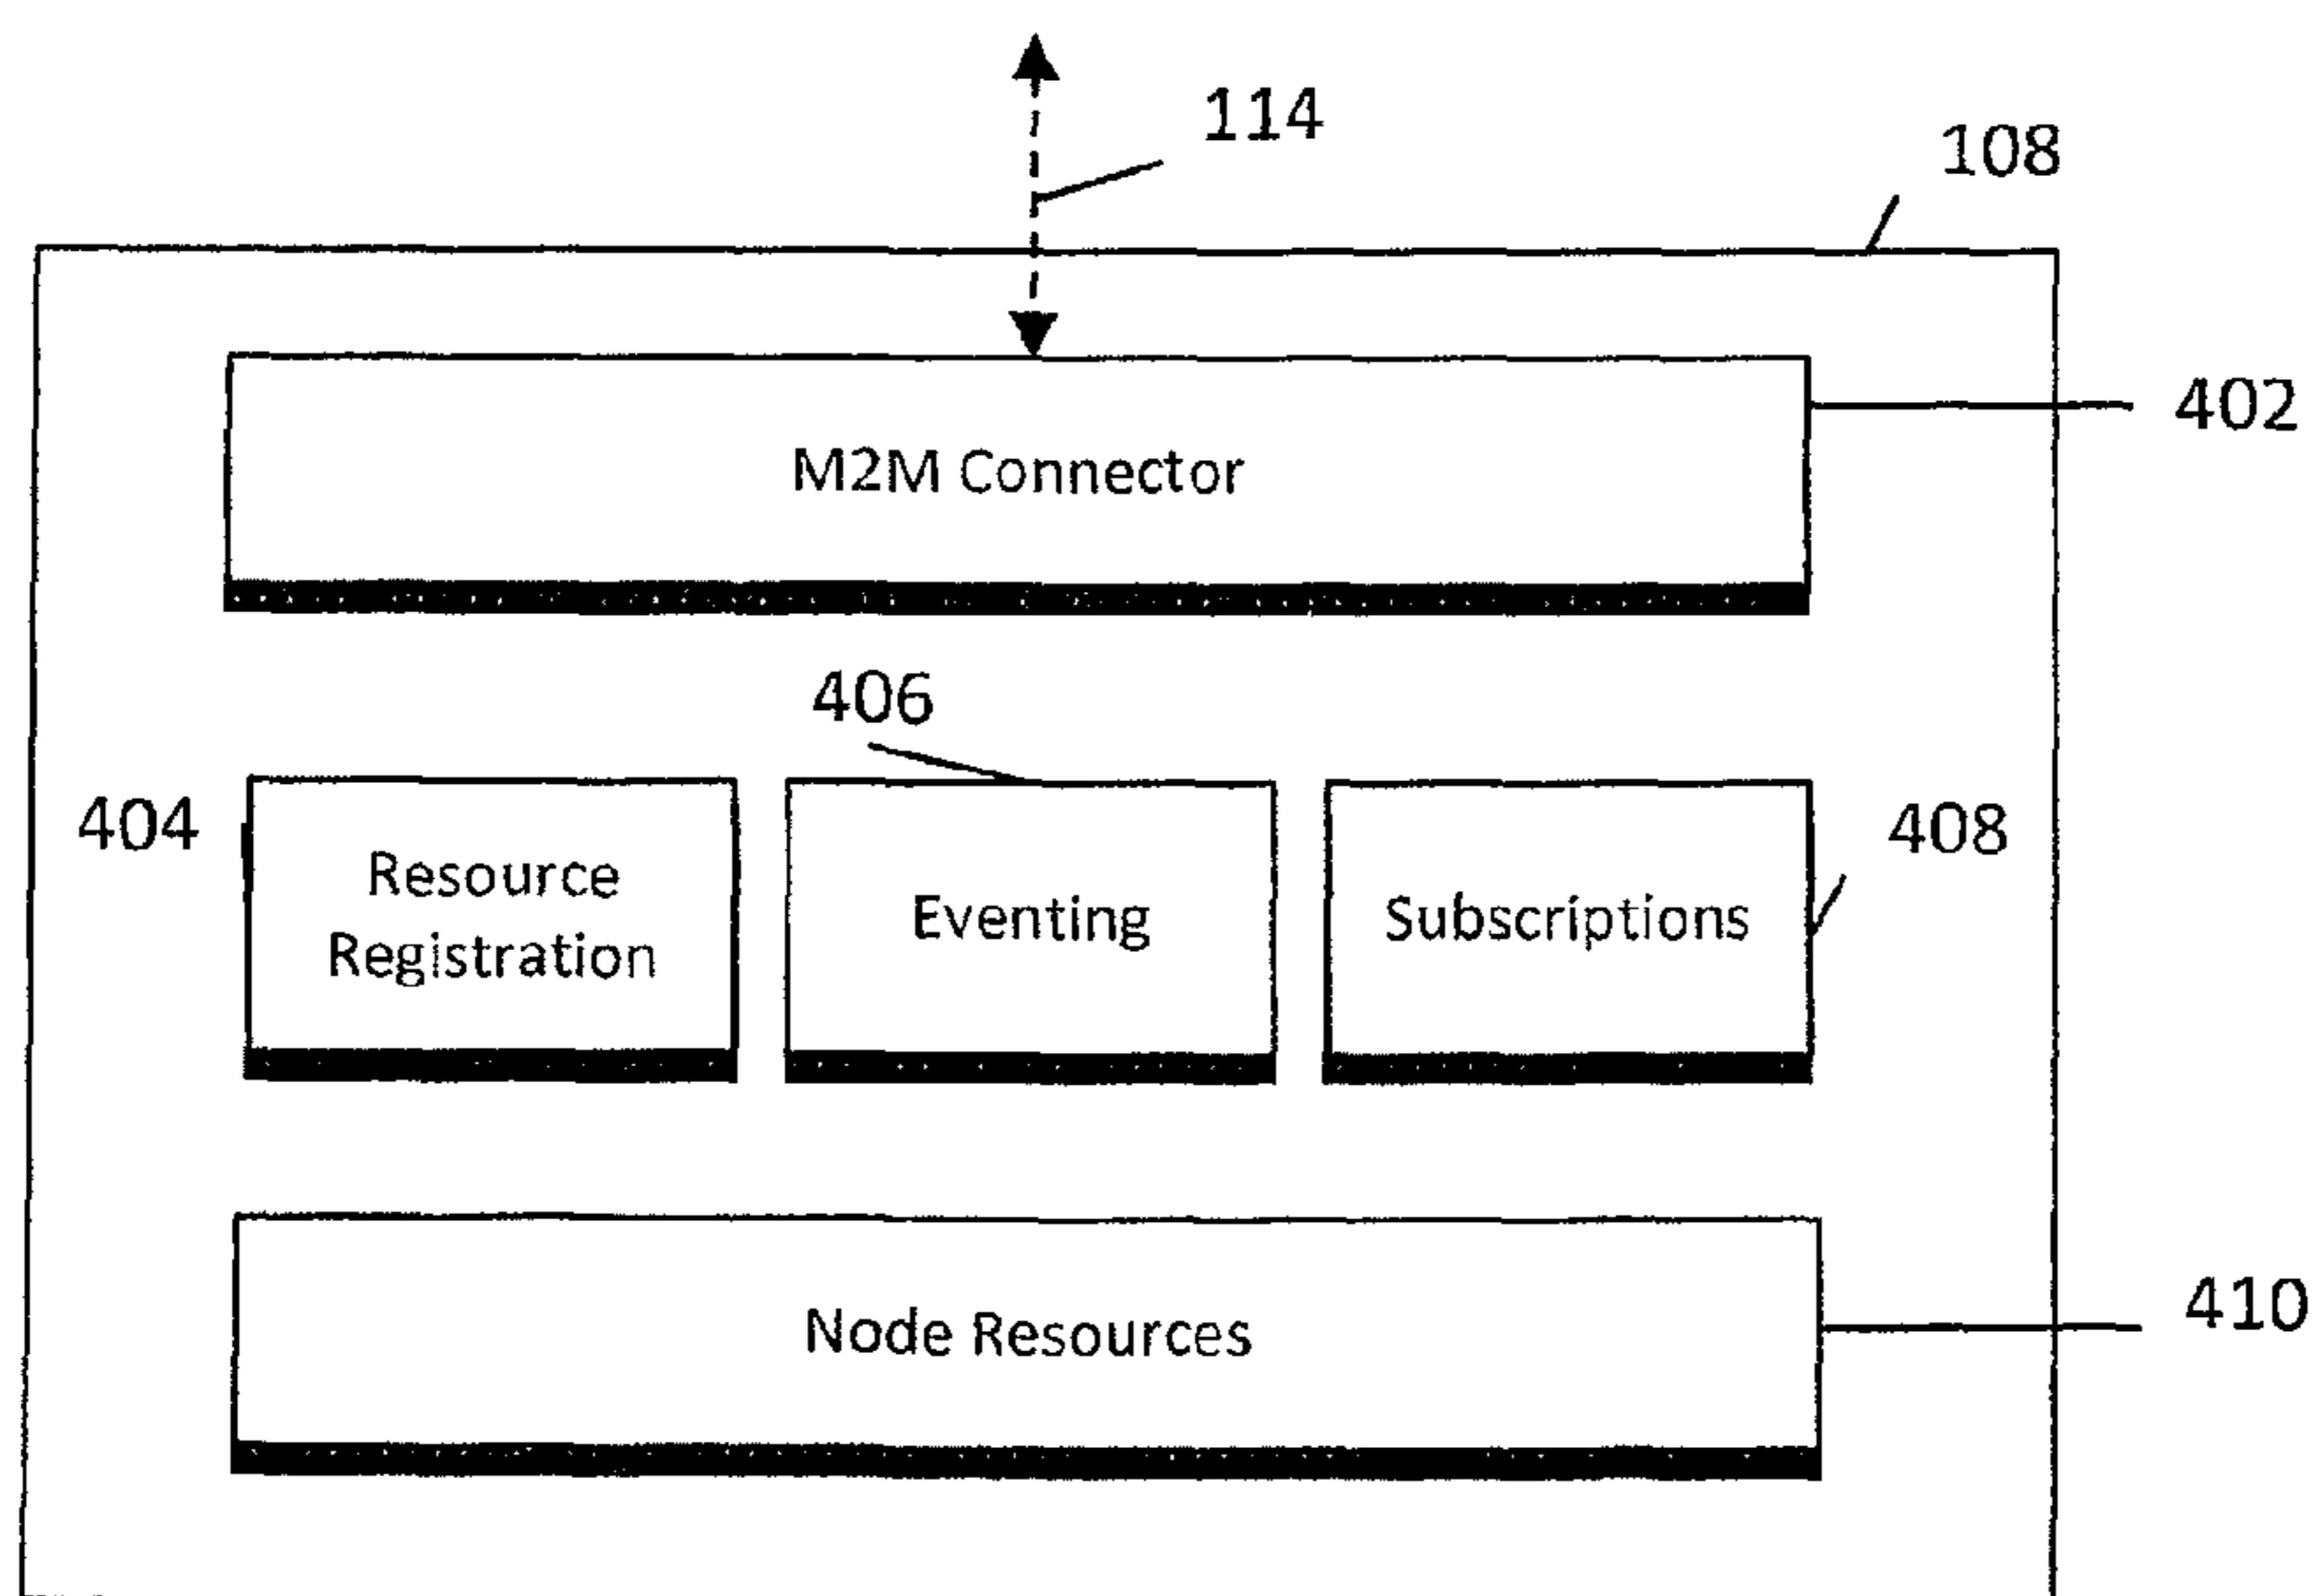 114
108
M2M Connector
402
406
404
Resource
Registration
Eventing
Subscriptions
408
Node Resources
410